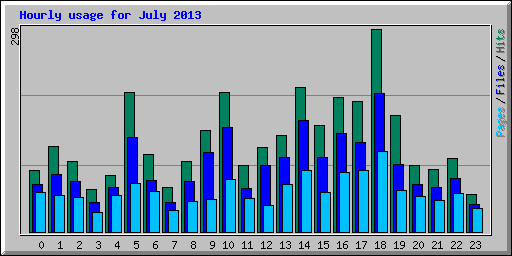 Hourly usage for July 2013
298
Pages / Files / Hits
0 1 2 3 4 5 6 7 8 9 10 11 12 13 14 15 16 17 18 19 20 21 22 23